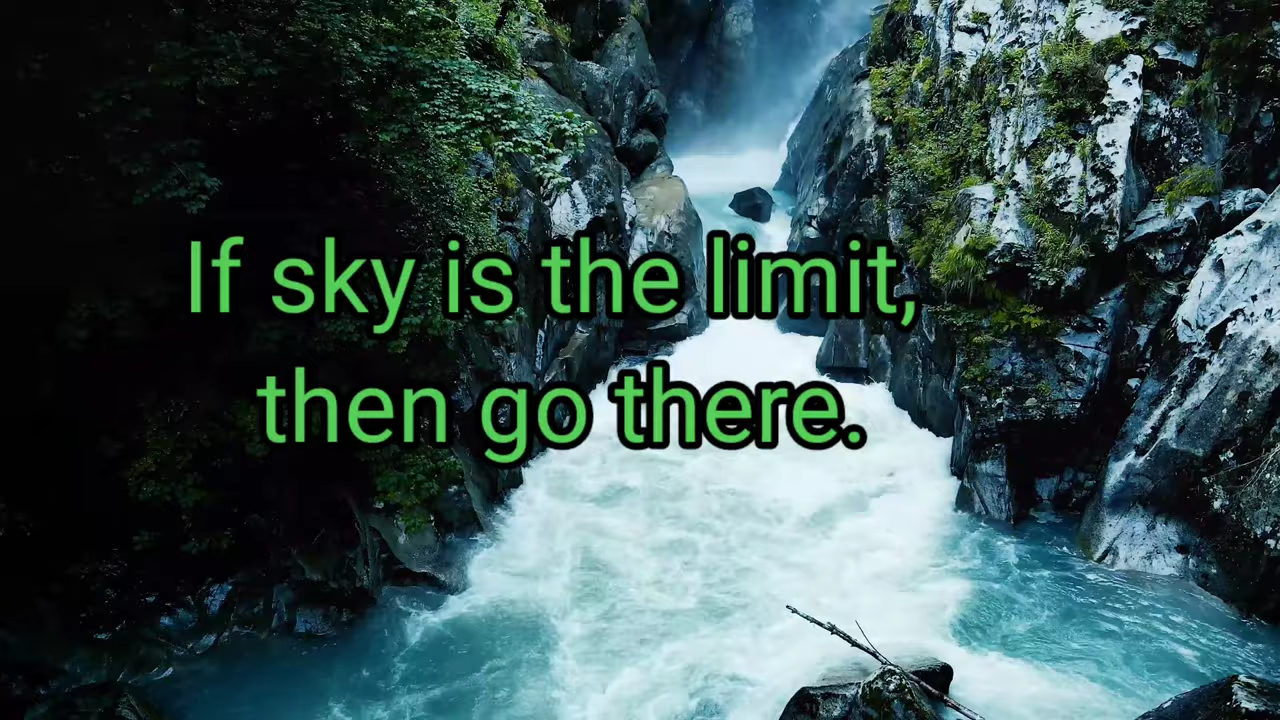 If sky is the limit,
then go there.